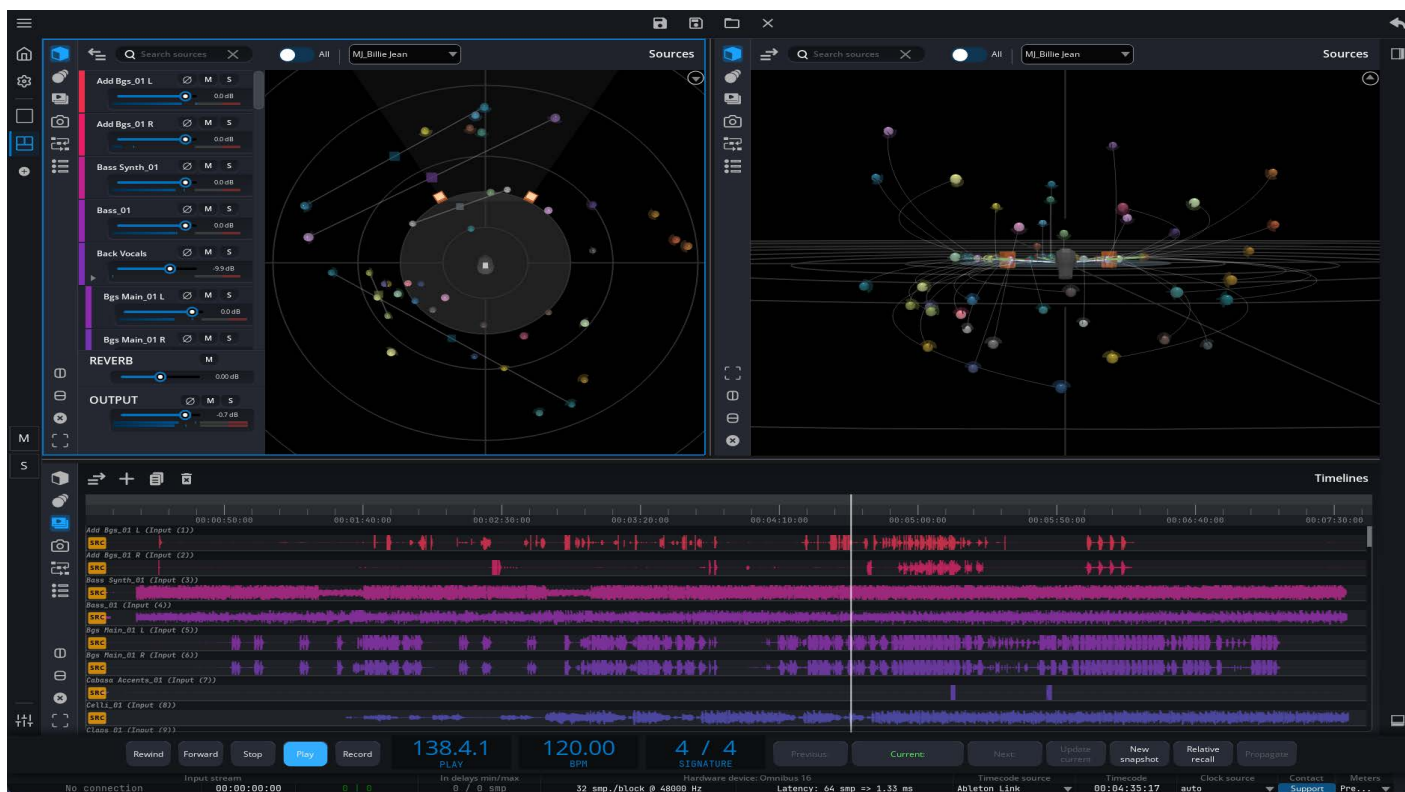 Search sources
All
MJ_Billie Jean
Sources
Search sources
All
MJ_Billie Jean
Sources
Add Bgs_01 L
Ø M S
0.0 dB
Add Bgs_01 R
Ø M S
0.0 dB
Bass Synth_01
Ø M S
0.0 dB
Bass_01
Ø M S
0.0 dB
Back Vocals
Ø M S
-9.9 dB
Bgs Main_01 L
Ø M S
0.0 dB
Bgs Main_01 R
Ø M S
REVERB
M
0.00 dB
OUTPUT
Ø M S
-0.7 dB
M
S
Timelines
00:00:50:00 00:01:40:00 00:02:30:00 00:03:20:00 00:04:10:00 00:05:00:00 00:05:50:00 00:06:40:00 00:07:30:00
Add Bgs_01 L (Input (1))
SRC
Add Bgs_01 R (Input (2))
SRC
Bass Synth_01 (Input (3))
SRC
Bass_01 (Input (4))
SRC
Bgs Main_01 L (Input (5))
SRC
Bgs Main_01 R (Input (6))
SRC
Cabasa Accents_01 (Input (7))
SRC
Celli_01 (Input (8))
SRC
Claps 01 (Input (9))
Rewind
Forward
Stop
Play
Record
138.4.1
PLAY
120.00
BPM
4 / 4
SIGNATURE
Previous:
Current:
Next:
Update current
New snapshot
Relative recall
Propagate
Input stream In delays min/max Hardware device: Omnibus 16 Timecode source Timecode Clock source Contact Meters
No connection 00:00:00:00 0 | 0 0 / 0 smp 32 smp./block @ 48000 Hz Latency: 64 smp => 1.33 ms Ableton Link 00:04:35:17 auto Support Pre...